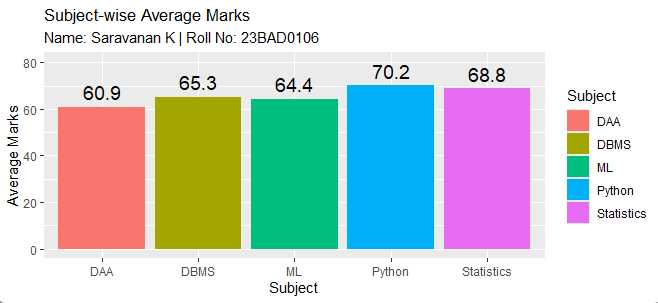 Subject-wise Average Marks
Name: Saravanan K | Roll No: 23BAD0106
Average Marks
80
60
40
20
0
60.9
65.3
64.4
70.2
68.8
DAA
DBMS
ML
Python
Statistics
Subject
Subject
DAA
DBMS
ML
Python
Statistics